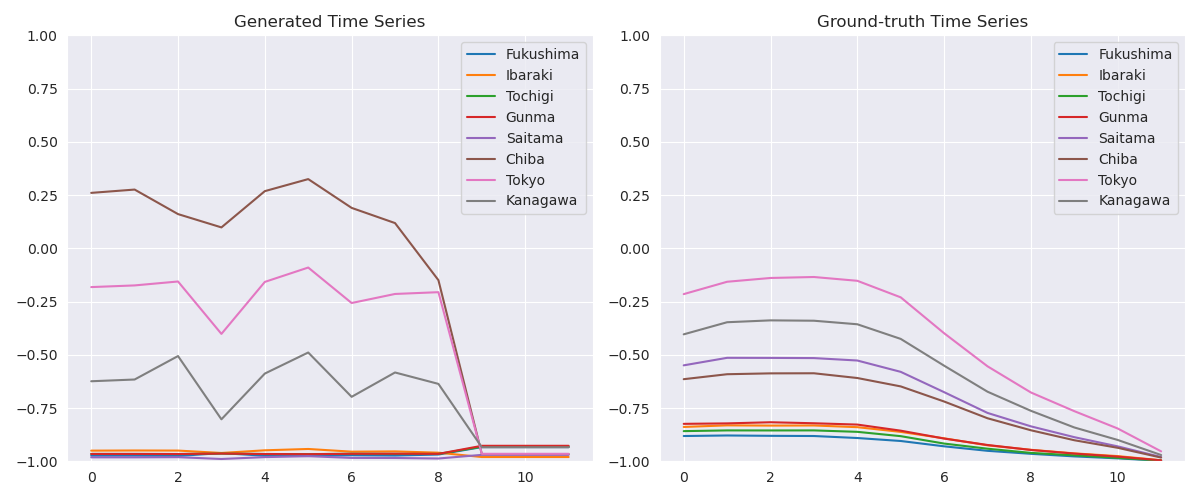 Generated Time Series
1.00
0.75
0.50
0.25
0.00
−0.25
−0.50
−0.75
−1.00
0 2 4 6 8 10
Fukushima
Ibaraki
Tochigi
Gunma
Saitama
Chiba
Tokyo
Kanagawa
Ground-truth Time Series
1.00
0.75
0.50
0.25
0.00
−0.25
−0.50
−0.75
−1.00
0 2 4 6 8 10
Fukushima
Ibaraki
Tochigi
Gunma
Saitama
Chiba
Tokyo
Kanagawa